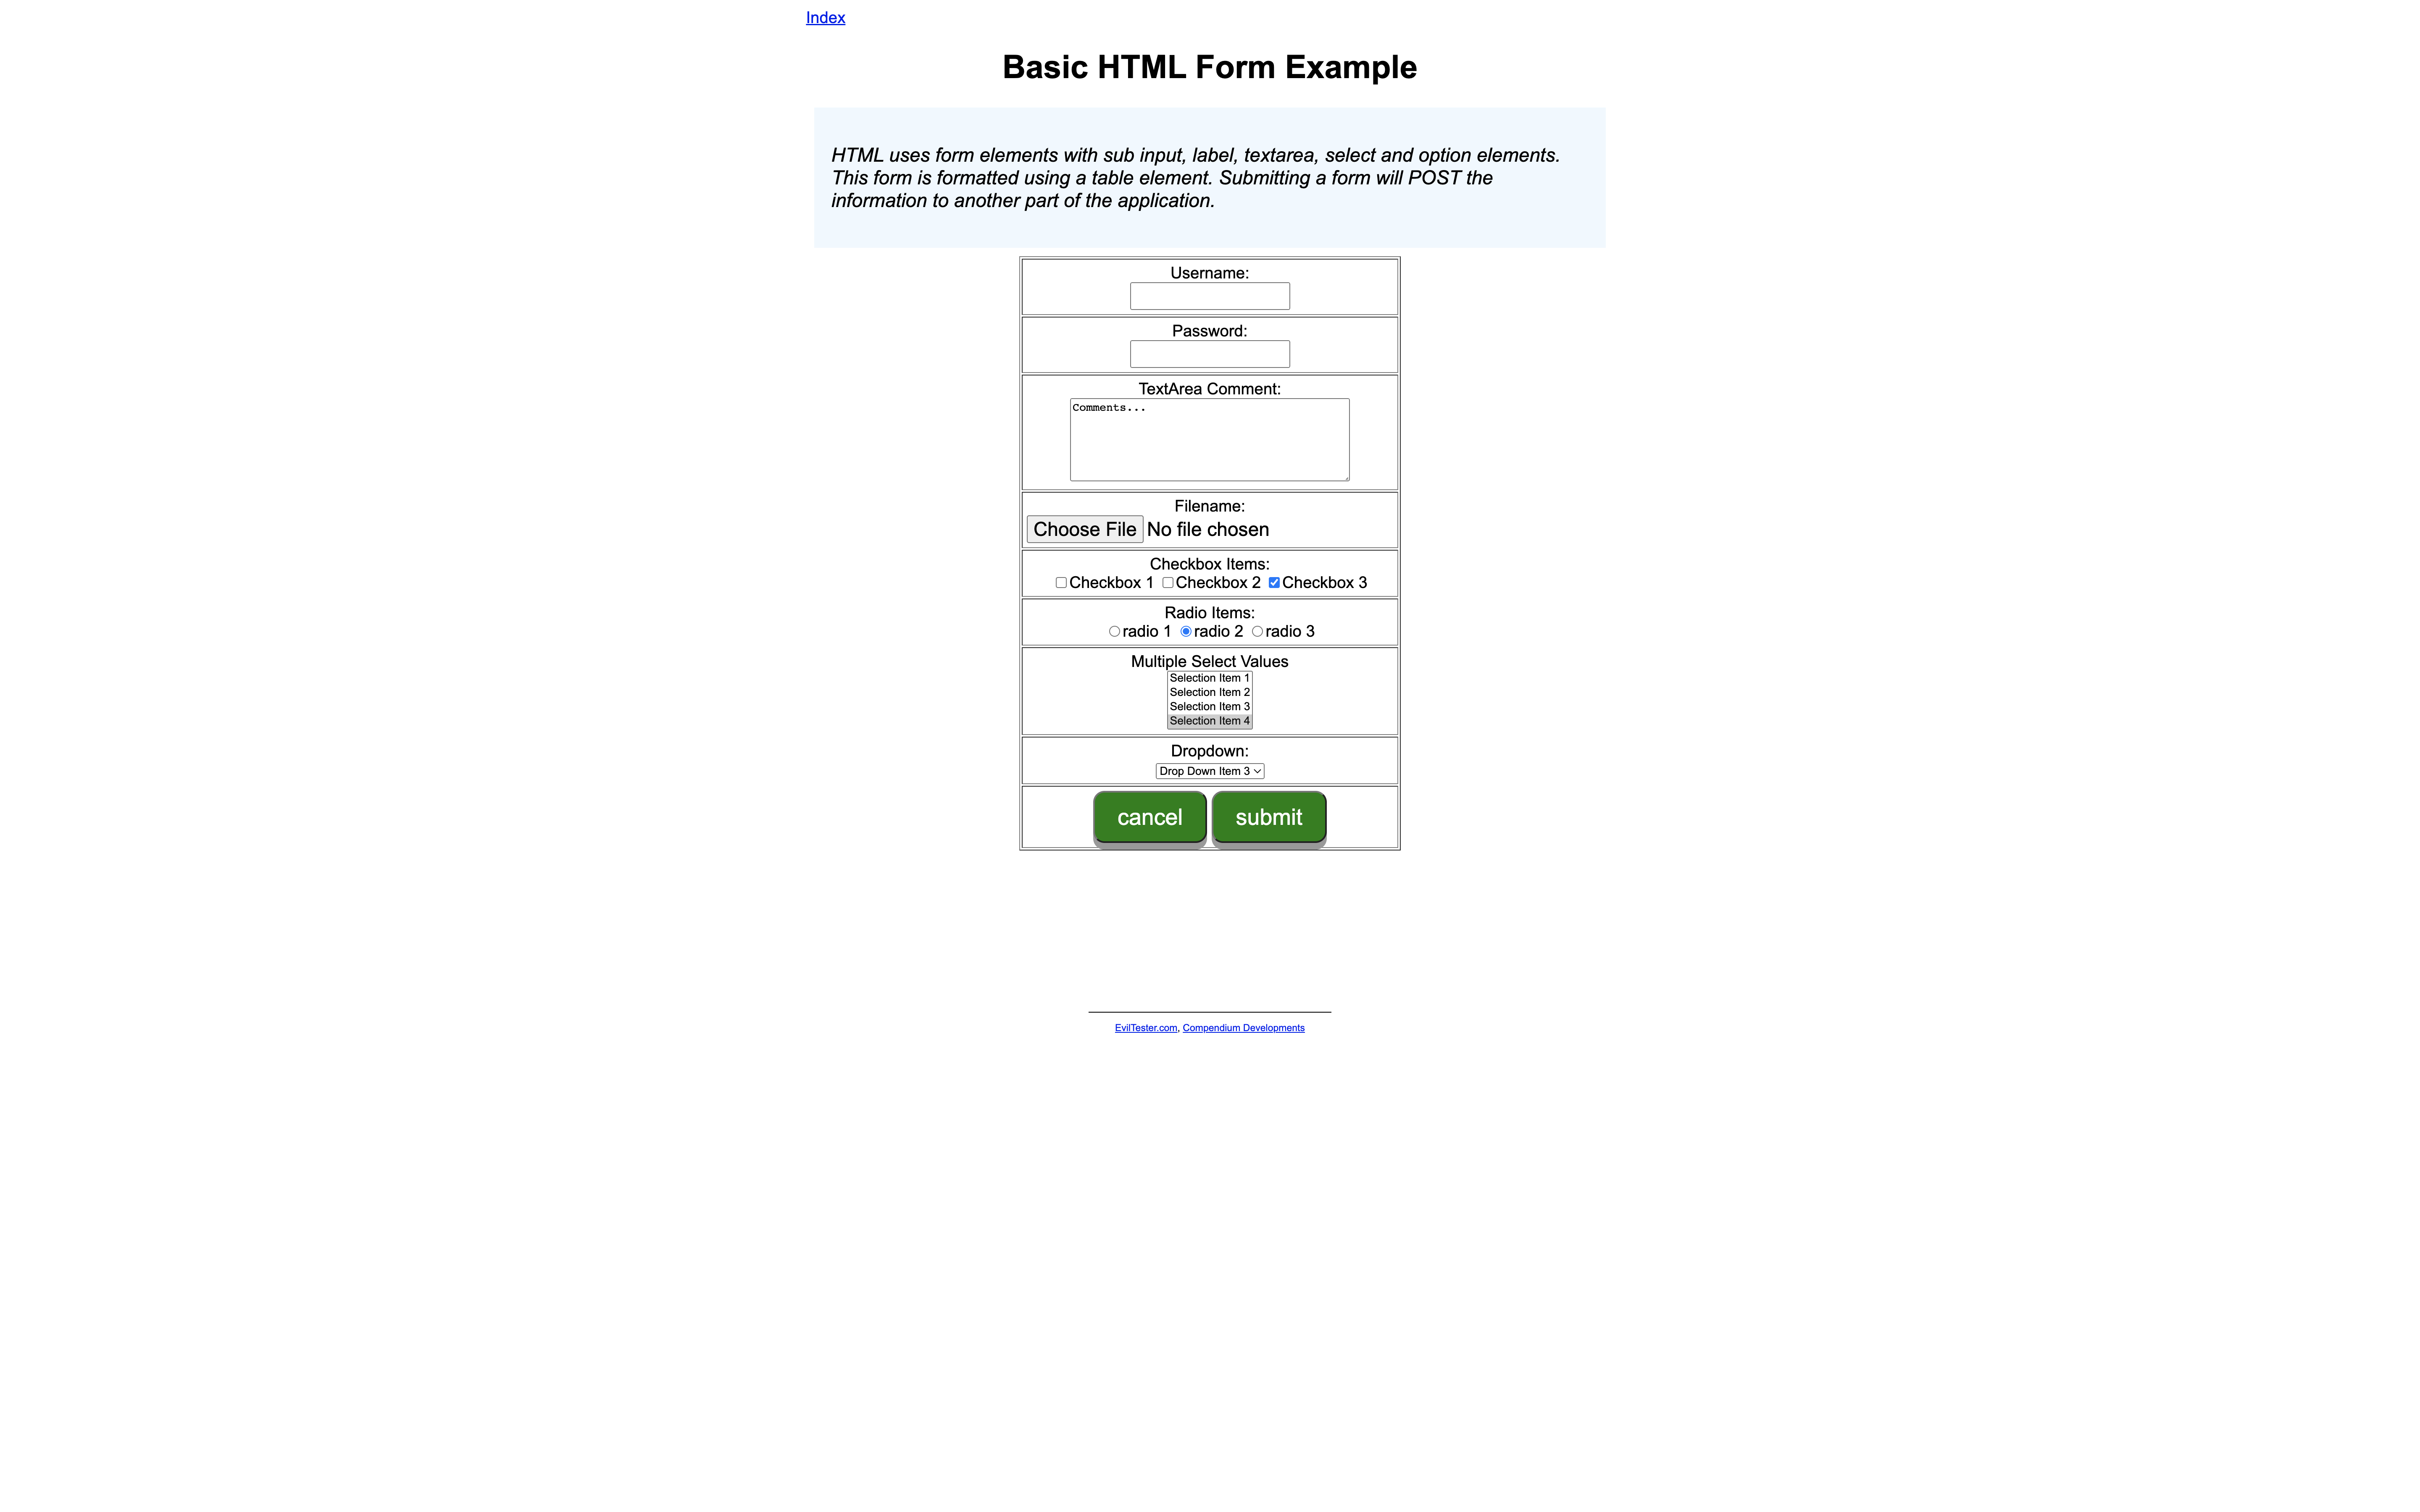 Index
Basic HTML Form Example
HTML uses form elements with sub input, label, textarea, select and option elements.
This form is formatted using a table element. Submitting a form will POST the
information to another part of the application.
Username:
Password:
TextArea Comment:
Comments...
Filename:
Choose File No file chosen
Checkbox Items:
Checkbox 1 Checkbox 2 Checkbox 3
Radio Items:
radio 1 radio 2 radio 3
Multiple Select Values
Selection Item 1
Selection Item 2
Selection Item 3
Selection Item 4
Dropdown:
Drop Down Item 3
cancel submit
EvilTester.com, Compendium Developments